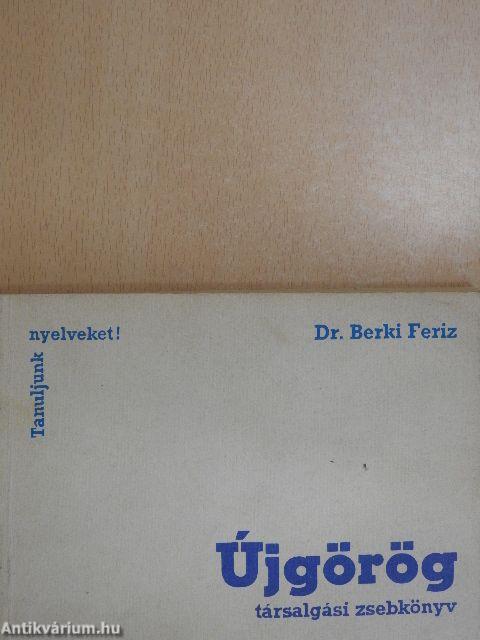 Tanuljunk
nyelveket!
Dr. Berki Feriz
Újgörög
társalgási zsebkönyv
Antikvárium.hu